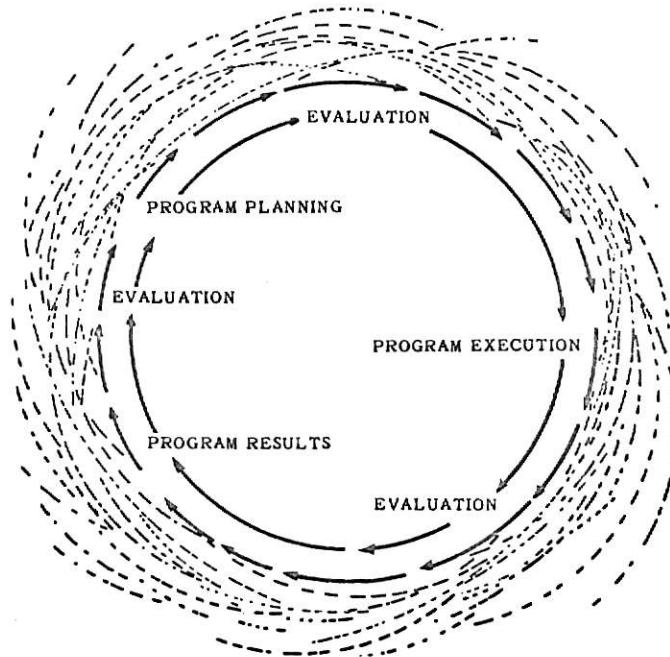 EVALUATION
PROGRAM PLANNING
EVALUATION
PROGRAM EXECUTION
PROGRAM RESULTS
EVALUATION